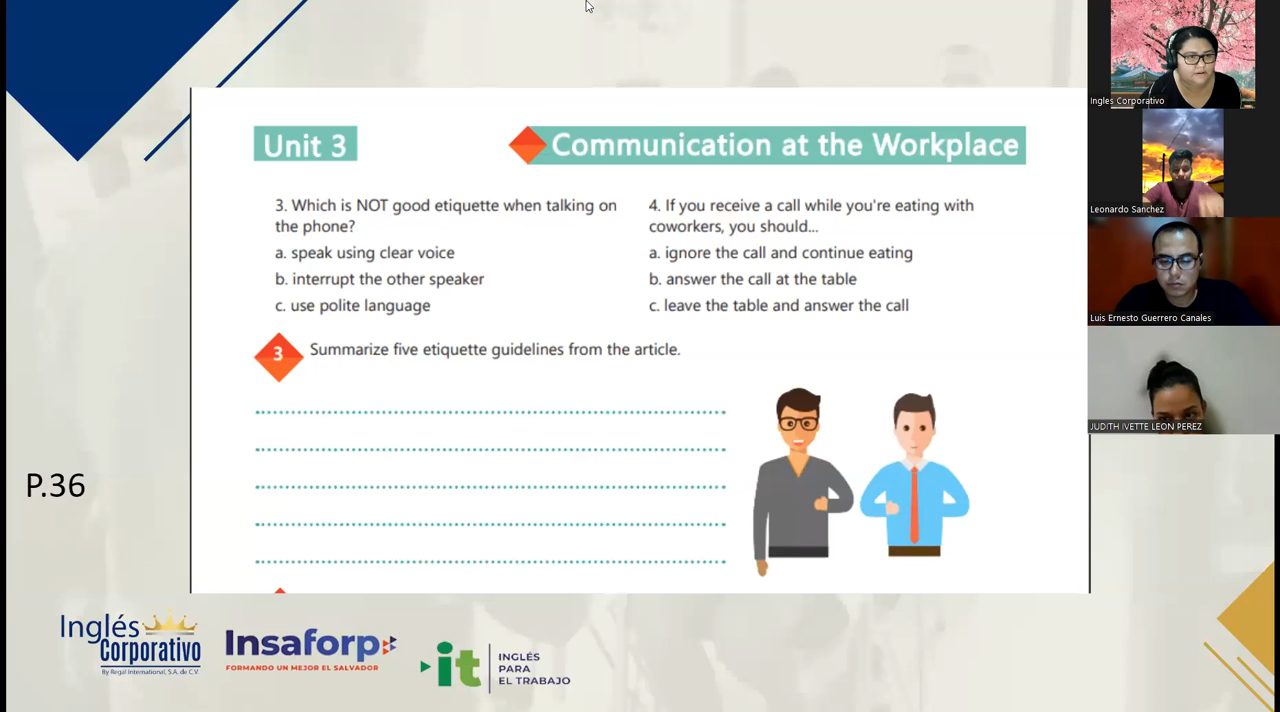 Unit 3
Communication at the Workplace
3. Which is NOT good etiquette when talking on
the phone?
a. speak using clear voice
b. interrupt the other speaker
c. use polite language
4. If you receive a call while you're eating with
coworkers, you should...
a. ignore the call and continue eating
b. answer the call at the table
c. leave the table and answer the call
3
Summarize five etiquette guidelines from the article.
P.36
Inglés
Corporativo
By Regal International, S.A. de C.V.
Insaforp
FORMANDO UN MEJOR EL SALVADOR
it
INGLÉS
PARA
EL TRABAJO
Ingles Corporativo
Leonardo Sanchez
Luis Ernesto Guerrero Canales
JUDITH IVETTE LEON PEREZ